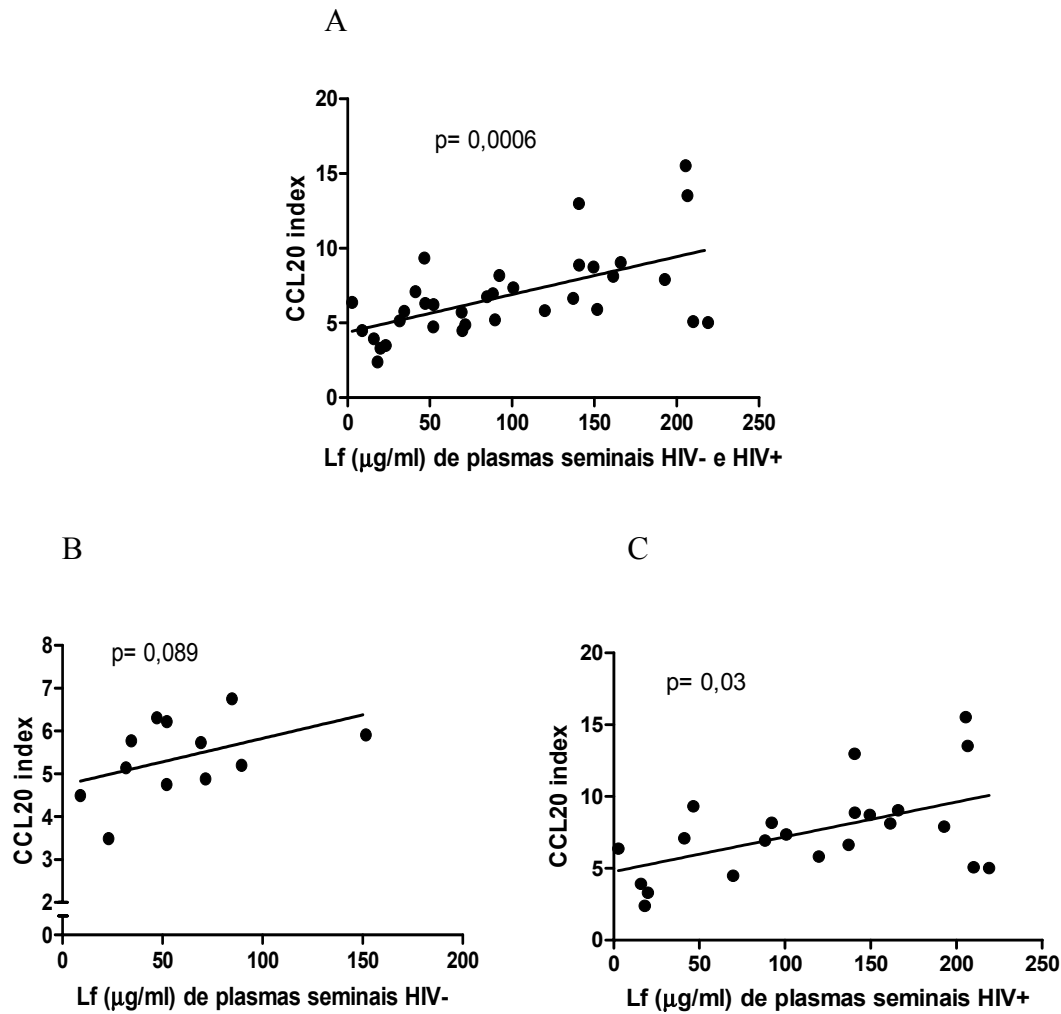 A
20
15
10
5
0
CCL20 index
p= 0,0006
0 50 100 150 200 250
Lf (μg/ml) de plasmas seminais HIV- e HIV+
B
8
7
6
5
4
3
2
0
CCL20 index
p= 0,089
0 50 100 150 200
Lf (μg/ml) de plasmas seminais HIV-
C
20
15
10
5
0
CCL20 index
p= 0,03
0 50 100 150 200 250
Lf (μg/ml) de plasmas seminais HIV+